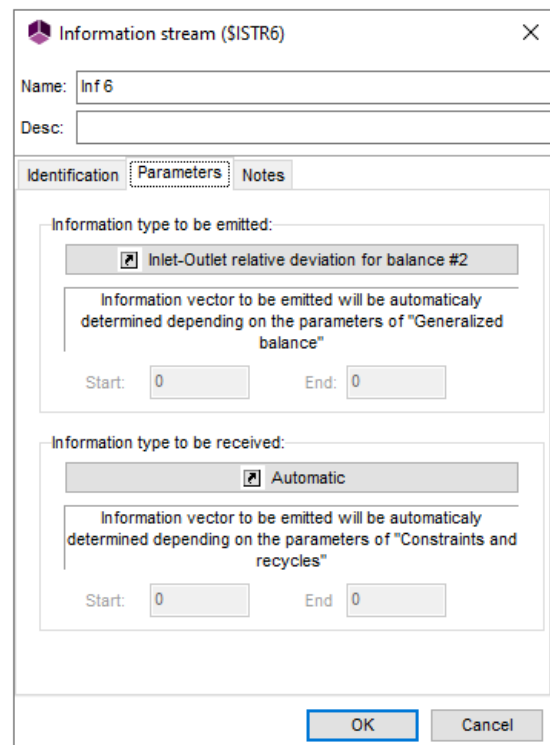 Information stream ($ISTR6)
Name: Inf 6
Desc:
Identification Parameters Notes
Information type to be emitted:
Inlet-Outlet relative deviation for balance #2
Information vector to be emitted will be automaticaly
determined depending on the parameters of "Generalized
balance"
Start: 0 End: 0
Information type to be received:
Automatic
Information vector to be emitted will be automaticaly
determined depending on the parameters of "Constraints and
recycles"
Start: 0 End 0
OK Cancel